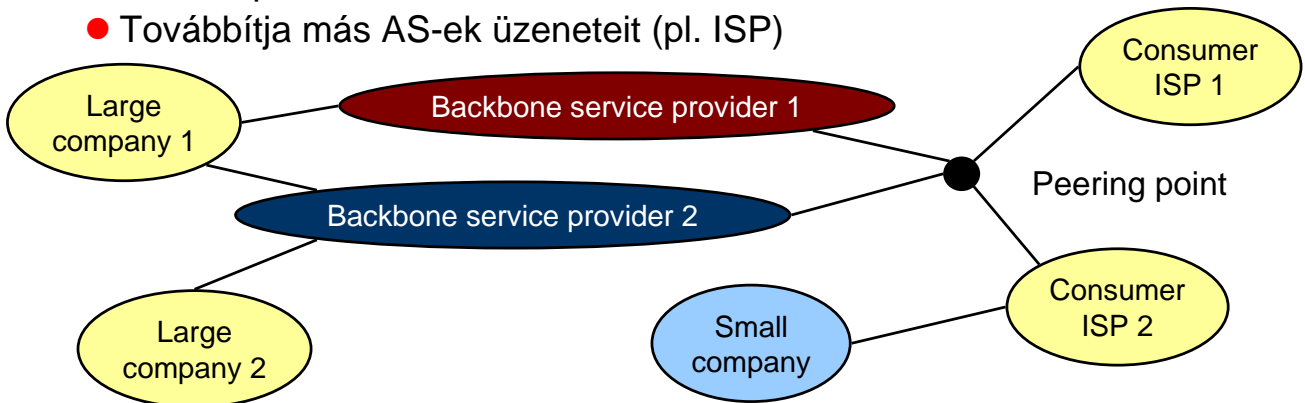 ● Továbbítja más AS-ek üzeneteit (pl. ISP)
Consumer
ISP 1
Large
company 1
Backbone service provider 1
Peering point
Backbone service provider 2
Consumer
ISP 2
Small
company
Large
company 2